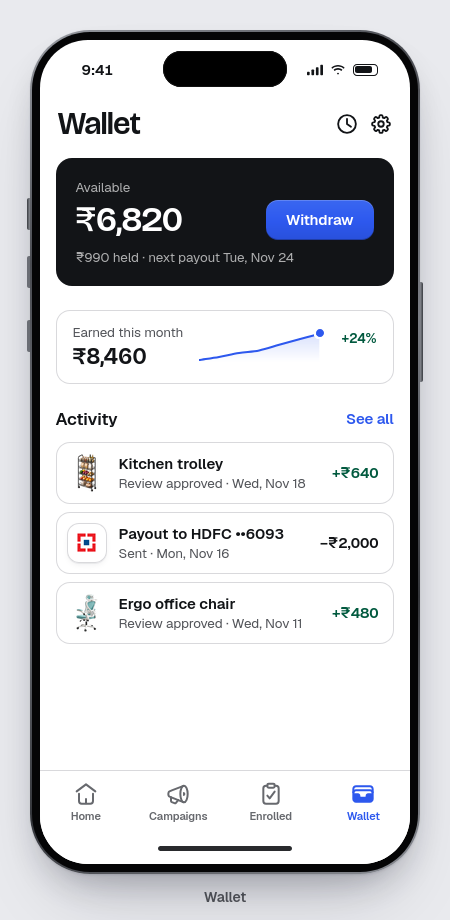 9:41
Wallet
Available
₹6,820
Withdraw
₹990 held · next payout Tue, Nov 24
Earned this month
₹8,460
+24%
Activity
See all
Kitchen trolley
Review approved · Wed, Nov 18
+₹640
Payout to HDFC ••6093
Sent · Mon, Nov 16
−₹2,000
Ergo office chair
Review approved · Wed, Nov 11
+₹480
Home
Campaigns
Enrolled
Wallet
Wallet